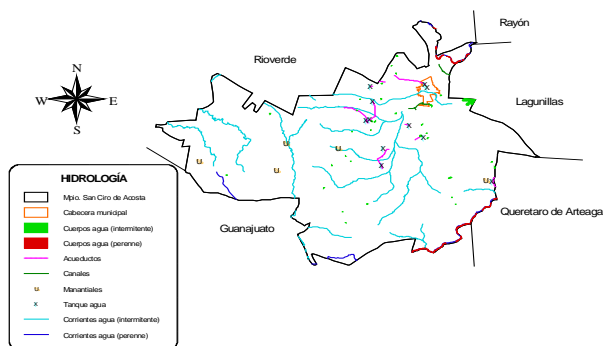 Rayón
Rioverde
N
W E
S
Lagunillas
u
u
u
u
u
HIDROLOGÍA
Mpio. San Ciro de Acosta
Cabecera municipal
Cuerpos agua (intermitente)
Cuerpos agua (perenne)
Acueductos
Canales
u Manantiales
x Tanque agua
Corrientes agua (intermitente)
Corrientes agua (perenne)
Guanajuato
Queretaro de Arteaga